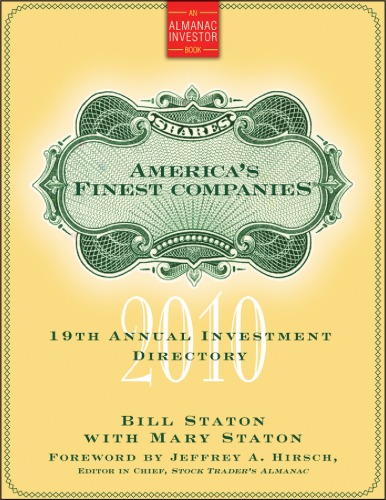 AN
ALMANAC
INVESTOR
BOOK
SHARES
AMERICA'S
FINEST COMPANIES®
2010
19TH ANNUAL INVESTMENT
DIRECTORY
BILL STATON
WITH MARY STATON
FOREWORD BY JEFFREY A. HIRSCH,
EDITOR IN CHIEF, STOCK TRADER'S ALMANAC